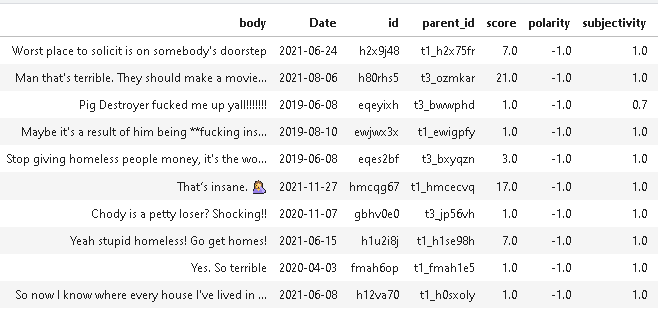 body Date id parent_id score polarity subjectivity
Worst place to solicit is on somebody's doorstep 2021-06-24 h2x9j48 t1_h2x75fr 7.0 -1.0 1.0
Man that's terrible. They should make a movie... 2021-08-06 h80rhs5 t3_ozmkar 21.0 -1.0 1.0
Pig Destroyer fucked me up yall!!!!!!!! 2019-06-08 eqeyixh t3_bwwphd 1.0 -1.0 0.7
Maybe it's a result of him being **fucking ins... 2019-08-10 ewjwx3x t1_ewigpfy 1.0 -1.0 1.0
Stop giving homeless people money, it's the wo... 2019-06-08 eqes2bf t3_bxyqzn 3.0 -1.0 1.0
That's insane. 🤦‍♀️ 2021-11-27 hmcqg67 t1_hmcecvq 17.0 -1.0 1.0
Chody is a petty loser? Shocking!! 2020-11-07 gbhv0e0 t3_jp56vh 1.0 -1.0 1.0
Yeah stupid homeless! Go get homes! 2021-06-15 h1u2i8j t1_h1se98h 7.0 -1.0 1.0
Yes. So terrible 2020-04-03 fmah6op t1_fmah1e5 1.0 -1.0 1.0
So now I know where every house I've lived in ... 2021-06-08 h12va70 t1_h0sxoly 1.0 -1.0 1.0